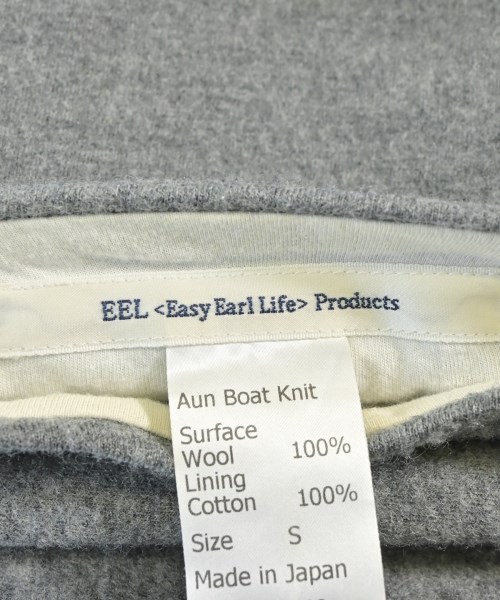 EEL <Easy Earl Life> Products
Aun Boat Knit
Surface
Wool 100%
Lining
Cotton 100%
Size S
Made in Japan